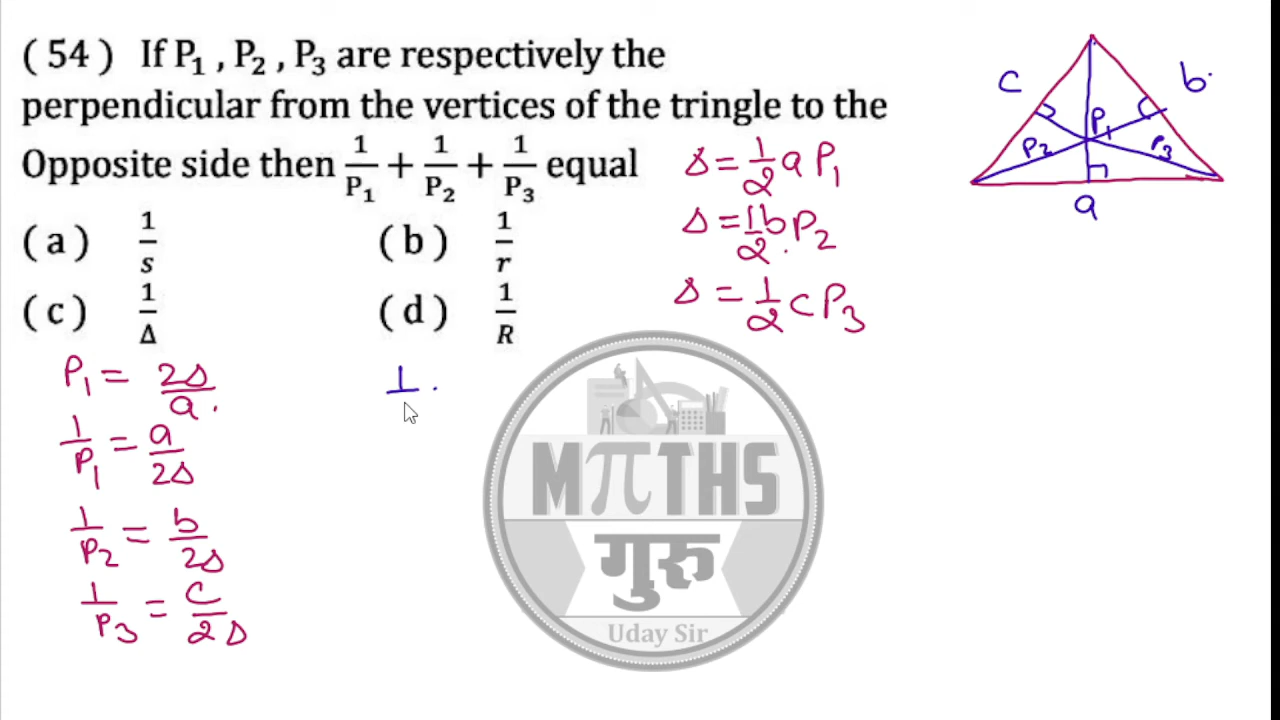 ( 54 ) If P₁ , P₂ , P₃ are respectively the
perpendicular from the vertices of the tringle to the
Opposite side then 1/P₁ + 1/P₂ + 1/P₃ equal
( a ) 1/s ( b ) 1/r
( c ) 1/Δ ( d ) 1/R
Δ = 1/2 a P₁
Δ = 1/2 b P₂
Δ = 1/2 c P₃
c b
P₁
P₂ P₃
a
P₁ = 2Δ/a
1/P₁ = a/2Δ
1/P₂ = b/2Δ
1/P₃ = c/2Δ
1
MπTHS
गुरु
Uday Sir